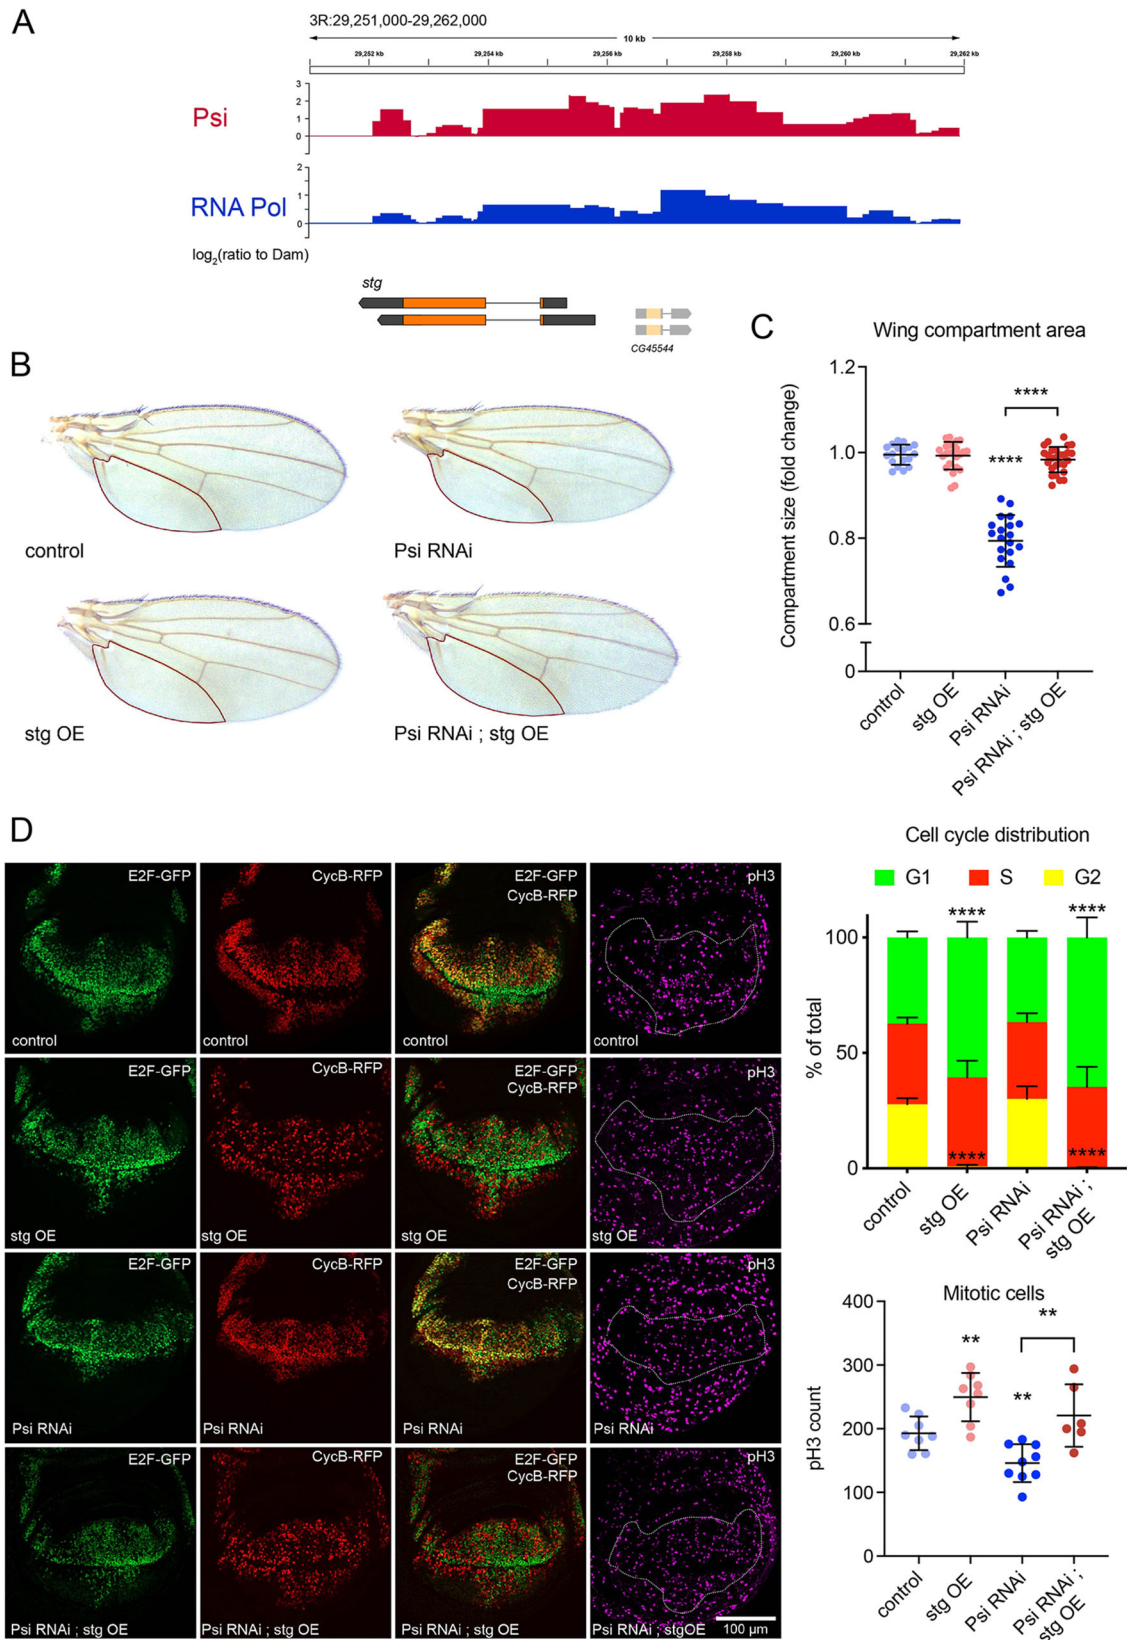 A
3R:29,251,000-29,262,000
10 kb
29,252 kb 29,254 kb 29,256 kb 29,258 kb 29,260 kb 29,262 kb
Psi
3
2
1
0
RNA Pol
2
1
0
log2(ratio to Dam)
stg
CG45544
B
control
Psi RNAi
stg OE
Psi RNAi ; stg OE
C
Wing compartment area
Compartment size (fold change)
1.2
1.0
0.8
0.6
0
****
****
control
stg OE
Psi RNAi
Psi RNAi ; stg OE
D
E2F-GFP CycB-RFP E2F-GFP pH3
CycB-RFP
control control control control
E2F-GFP CycB-RFP E2F-GFP pH3
CycB-RFP
stg OE stg OE stg OE stg OE
E2F-GFP CycB-RFP E2F-GFP pH3
CycB-RFP
Psi RNAi Psi RNAi Psi RNAi Psi RNAi
E2F-GFP CycB-RFP E2F-GFP pH3
CycB-RFP
Psi RNAi ; stg OE Psi RNAi ; stg OE Psi RNAi ; stg OE Psi RNAi ; stgOE
100 µm
Cell cycle distribution
G1 S G2
**** ****
% of total
100
50
0
**** ****
control
stg OE
Psi RNAi
Psi RNAi ;
stg OE
Mitotic cells
pH3 count
400
300
200
100
0
**
**
**
control
stg OE
Psi RNAi
Psi RNAi ;
stg OE